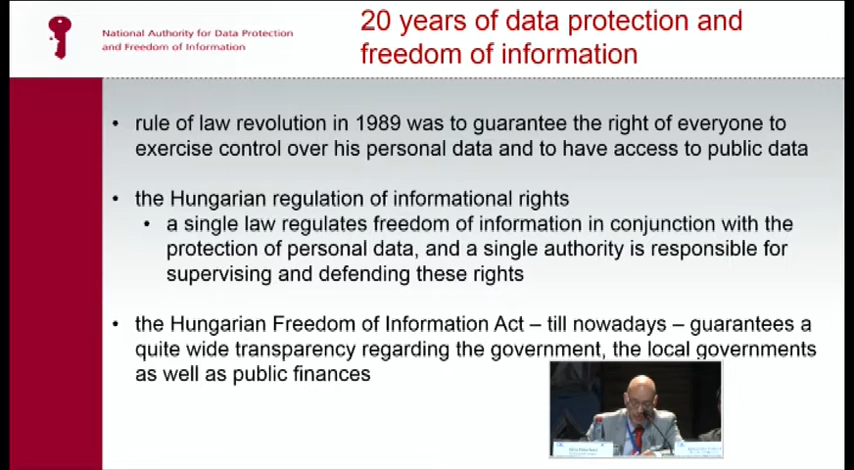 National Authority for Data Protection
and Freedom of Information
20 years of data protection and
freedom of information
• rule of law revolution in 1989 was to guarantee the right of everyone to
exercise control over his personal data and to have access to public data
• the Hungarian regulation of informational rights
• a single law regulates freedom of information in conjunction with the
protection of personal data, and a single authority is responsible for
supervising and defending these rights
• the Hungarian Freedom of Information Act – till nowadays – guarantees a
quite wide transparency regarding the government, the local governments
as well as public finances